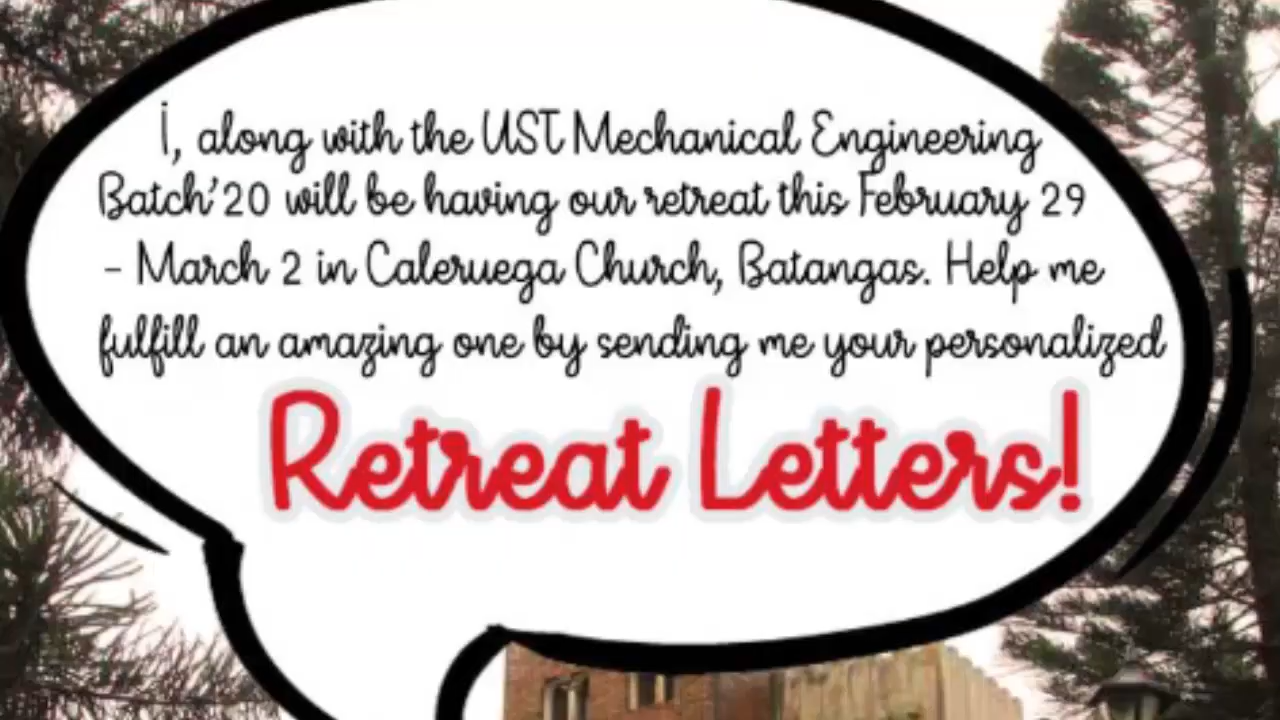 I, along with the UST Mechanical Engineering
Batch'20 will be having our retreat this February 29
- March 2 in Caleruega Church, Batangas. Help me
fulfill an amazing one by sending me your personalized
Retreat Letters!